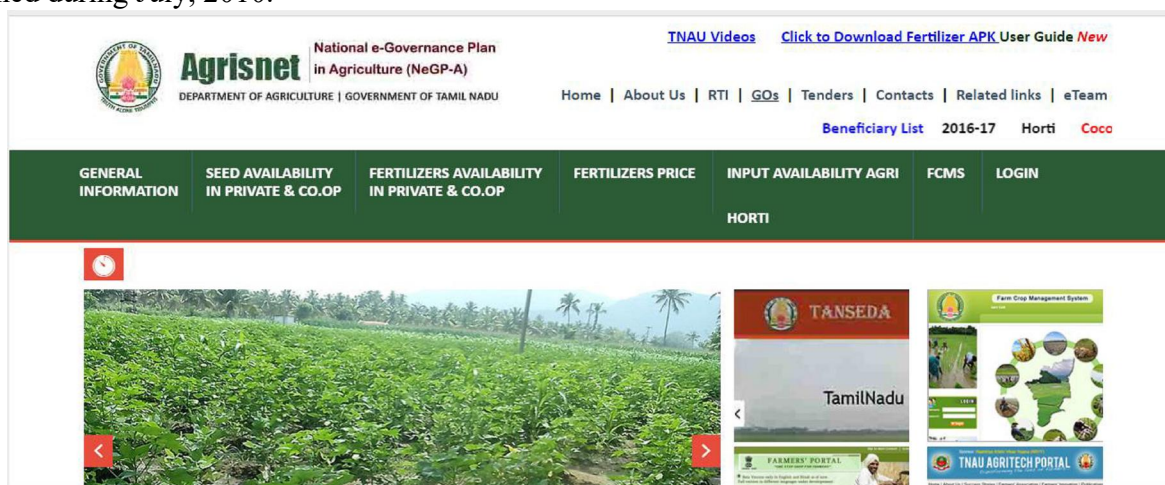 July, 2010.
TNAU Videos Click to Download Fertilizer APK User Guide New
National e-Governance Plan
Agrisnet in Agriculture (NeGP-A)
DEPARTMENT OF AGRICULTURE | GOVERNMENT OF TAMIL NADU
Home | About Us | RTI | GOs | Tenders | Contacts | Related links | eTeam
Beneficiary List 2016-17 Horti Coco
GENERAL INFORMATION
SEED AVAILABILITY
IN PRIVATE & CO.OP
FERTILIZERS AVAILABILITY
IN PRIVATE & CO.OP
FERTILIZERS PRICE
INPUT AVAILABILITY AGRI
HORTI
FCMS
LOGIN
TANSEDA
TamilNadu
Farm Crop Management System
LOGIN
FARMERS' PORTAL
TNAU AGRITECH PORTAL